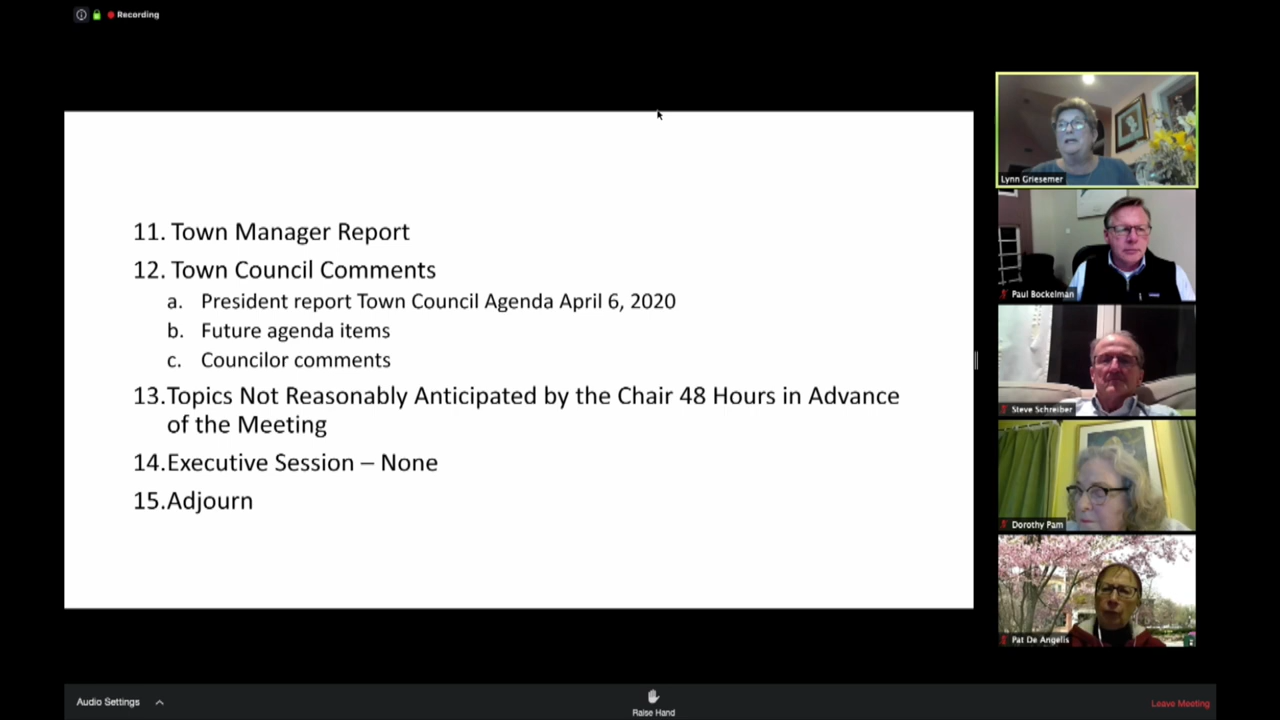 Recording
11. Town Manager Report
12. Town Council Comments
a. President report Town Council Agenda April 6, 2020
b. Future agenda items
c. Councilor comments
13.Topics Not Reasonably Anticipated by the Chair 48 Hours in Advance
of the Meeting
14.Executive Session – None
15.Adjourn
Lynn Griesemer
Paul Bockelman
Steve Schreiber
Dorothy Pam
Pat De Angelis
Audio Settings
Raise Hand
Leave Meeting